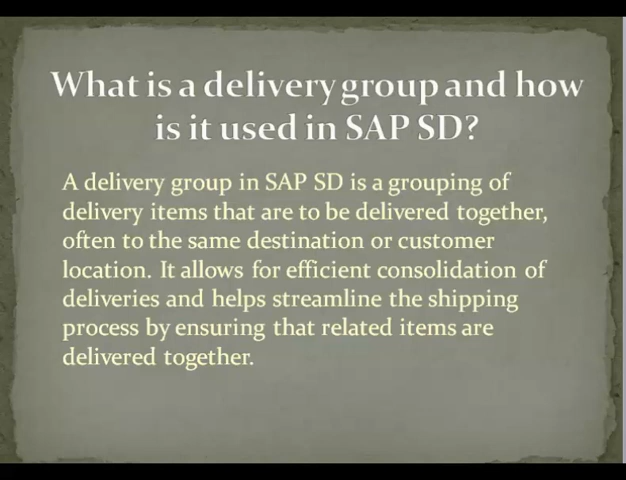 What is a delivery group and how
is it used in SAP SD?
A delivery group in SAP SD is a grouping of
delivery items that are to be delivered together,
often to the same destination or customer
location. It allows for efficient consolidation of
deliveries and helps streamline the shipping
process by ensuring that related items are
delivered together.